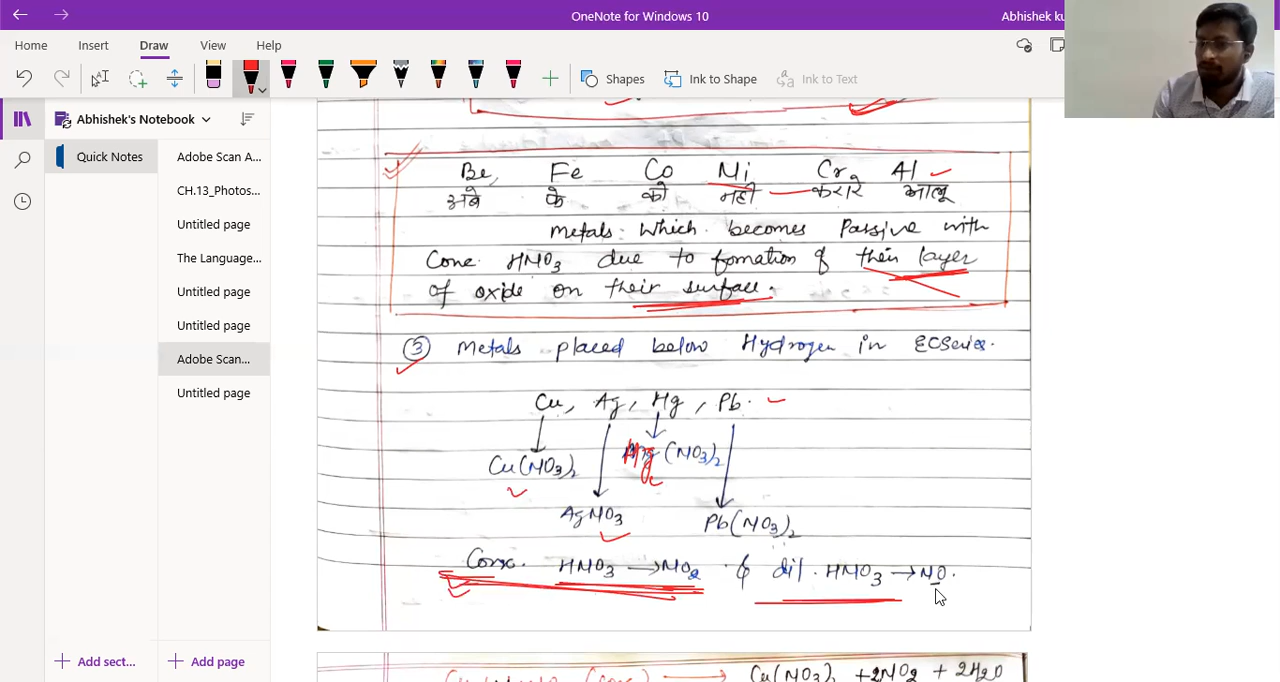 OneNote for Windows 10
Abhishek ku
Home Insert Draw View Help
Shapes Ink to Shape Ink to Text
Abhishek's Notebook
Quick Notes
Adobe Scan A...
CH.13_Photos...
Untitled page
The Language...
Untitled page
Untitled page
Adobe Scan...
Untitled page
Add sect...
Add page
Be, Fe Co Ni Cr, Al
अबे के को नहीं करारे आलू
metals: Which becomes Passive with
Conc. HNO3 due to fomation of their layer
of oxide on their surface.
③ Metals placed below Hydrogen in ECSeries.
Cu, Ag, Hg, Pb.
Cu(NO3)2 Hg(NO3)2
AgNO3 Pb(NO3)2
Conc. HNO3 → NO2 & dil. HNO3 → NO.
(Conc) → Cu(NO3)2 + 2NO2 + 2H2O